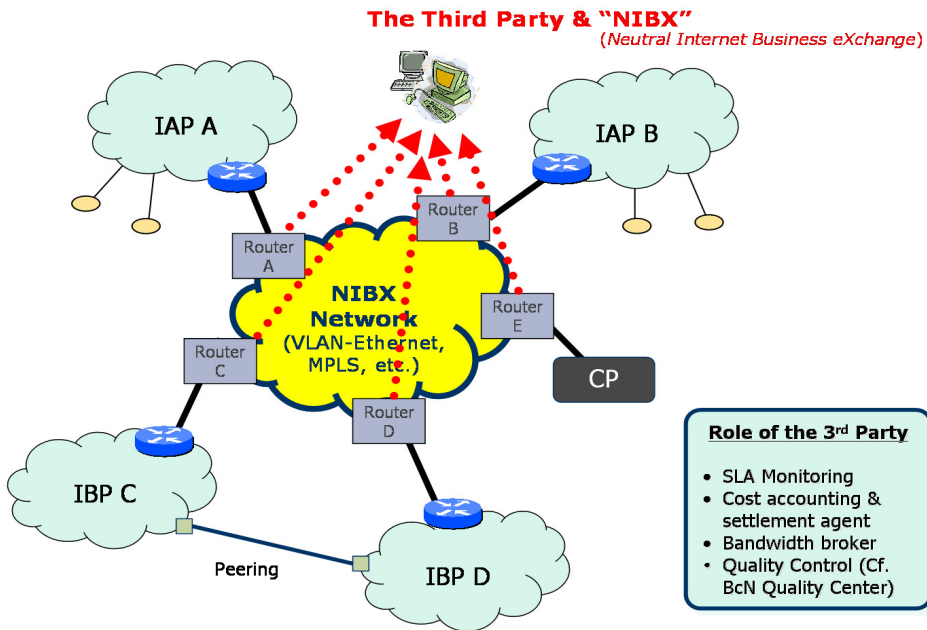 The Third Party & “NIBX”
(Neutral Internet Business eXchange)
IAP A
IAP B
Router
A
Router
B
NIBX
Network
(VLAN-Ethernet,
MPLS, etc.)
Router
E
Router
C
CP
Router
D
IBP C
Peering
IBP D
Role of the 3rd Party
• SLA Monitoring
• Cost accounting &
settlement agent
• Bandwidth broker
• Quality Control (Cf.
BcN Quality Center)